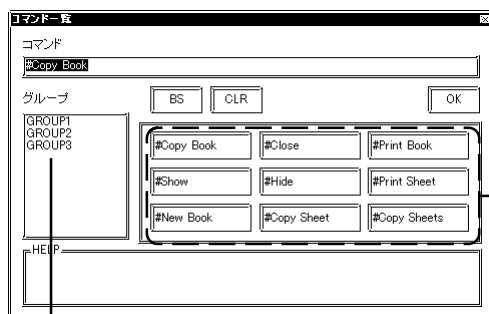 コマンド一覧
コマンド
#Copy Book
グループ
BS CLR OK
GROUP1
GROUP2
GROUP3
#Copy Book #Close #Print Book
#Show #Hide #Print Sheet
#New Book #Copy Sheet #Copy Sheets
HELP